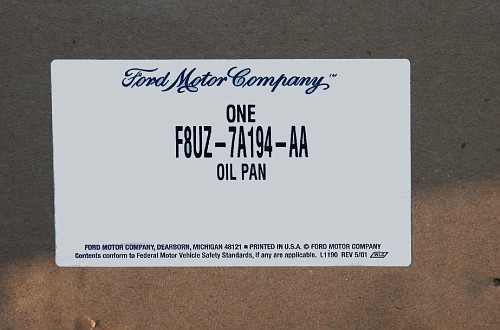 Ford Motor Company™
ONE
F8UZ-7A194-AA
OIL PAN
FORD MOTOR COMPANY, DEARBORN, MICHIGAN 48121 ■ PRINTED IN U.S.A. © FORD MOTOR COMPANY
Contents conform to Federal Motor Vehicle Safety Standards, if any are applicable. L1190 REV 5/01